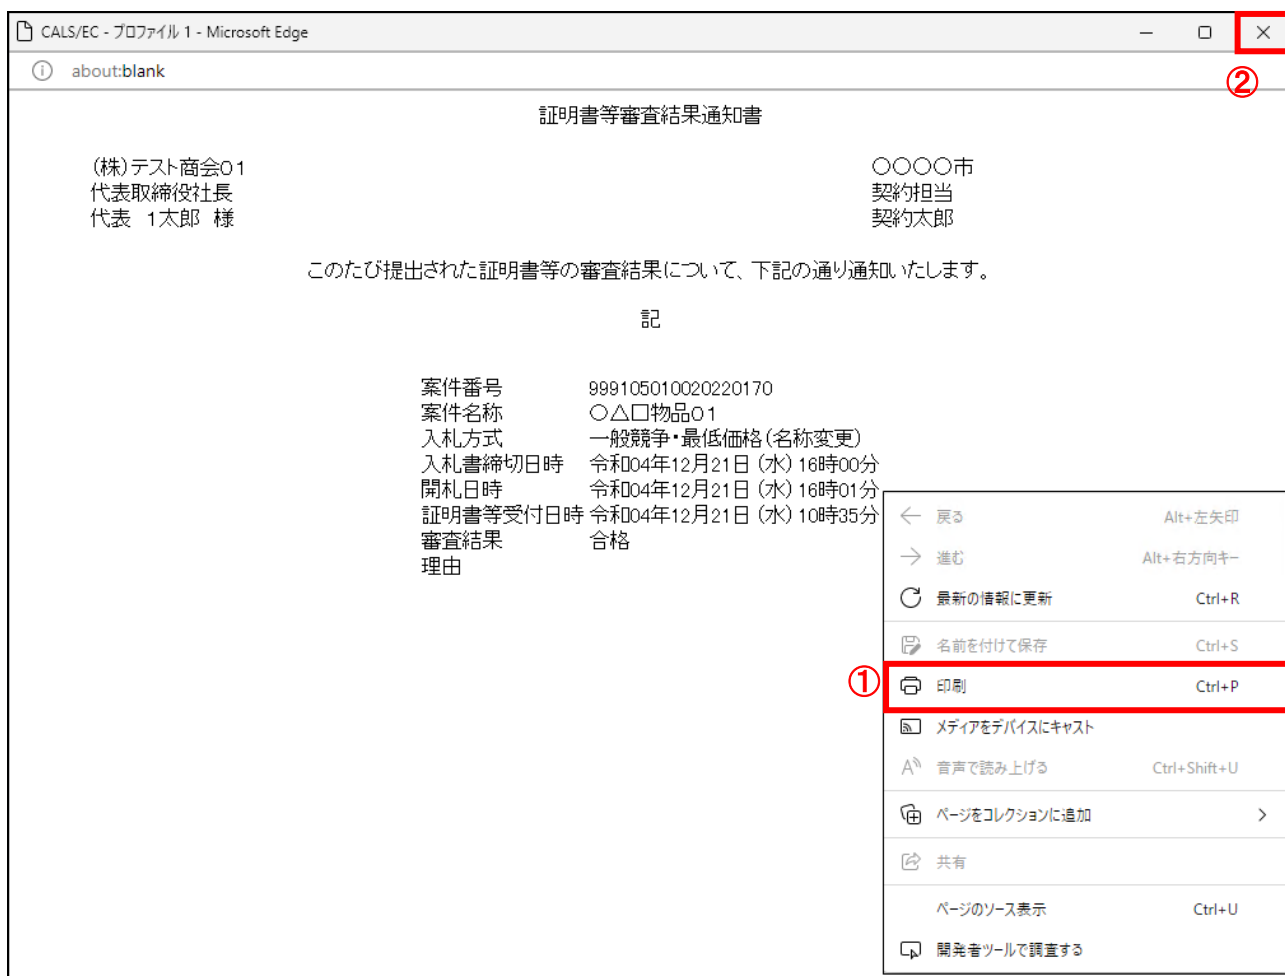 CALS/EC - プロファイル 1 - Microsoft Edge
about:blank
②
証明書等審査結果通知書
(株)テスト商会01
代表取締役社長
代表 1太郎 様
○○○○市
契約担当
契約太郎
このたび提出された証明書等の審査結果について、下記の通り通知いたします。
記
案件番号 999105010020220170
案件名称 ○△□物品01
入札方式 一般競争・最低価格(名称変更)
入札書締切日時 令和04年12月21日(水)16時00分
開札日時 令和04年12月21日(水)16時01分
証明書等受付日時 令和04年12月21日(水)10時35分
審査結果 合格
理由
戻る Alt+左矢印
進む Alt+右方向キー
最新の情報に更新 Ctrl+R
名前を付けて保存 Ctrl+S
① 印刷 Ctrl+P
メディアをデバイスにキャスト
音声で読み上げる Ctrl+Shift+U
ページをコレクションに追加
共有
ページのソース表示 Ctrl+U
開発者ツールで調査する